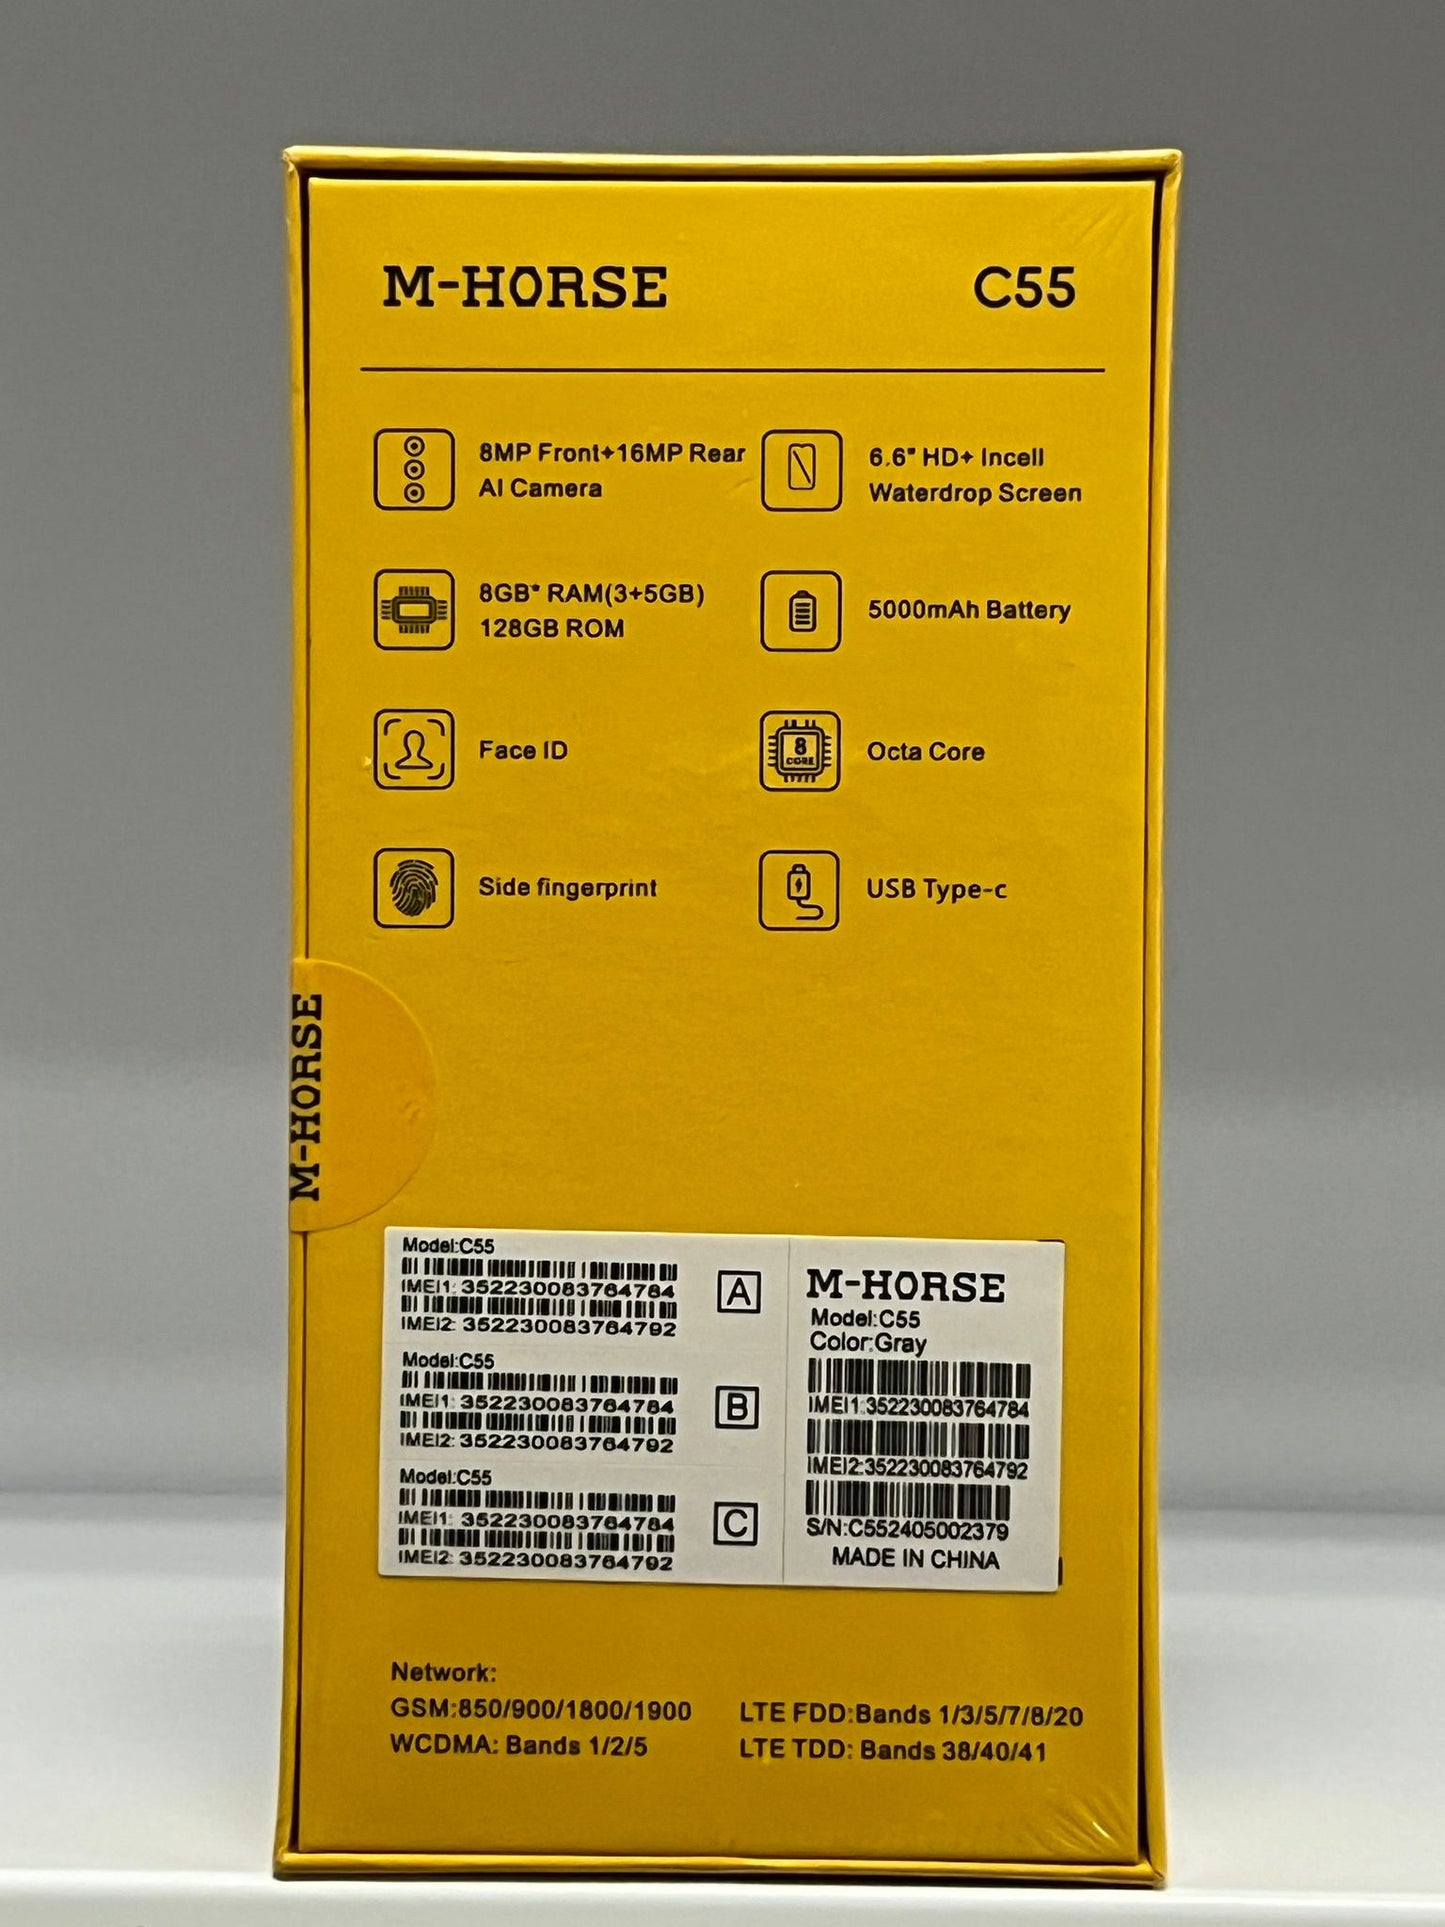 M-HORSE
C55
8MP Front+16MP Rear
AI Camera
6.6" HD+ Incell
Waterdrop Screen
8GB* RAM(3+5GB)
128GB ROM
5000mAh Battery
Face ID
8
CORE
Octa Core
Side fingerprint
USB Type-c
M-HORSE
Model:C55
IMEI1: 352230083764784
IMEI2: 352230083764792
A
Model:C55
IMEI1: 352230083764784
IMEI2: 352230083764792
B
Model:C55
IMEI1: 352230083764784
IMEI2: 352230083764792
C
M-HORSE
Model:C55
Color:Gray
IMEI1:352230083764784
IMEI2:352230083764792
S/N:C552405002379
MADE IN CHINA
Network:
GSM:850/900/1800/1900
WCDMA: Bands 1/2/5
LTE FDD:Bands 1/3/5/7/8/20
LTE TDD: Bands 38/40/41